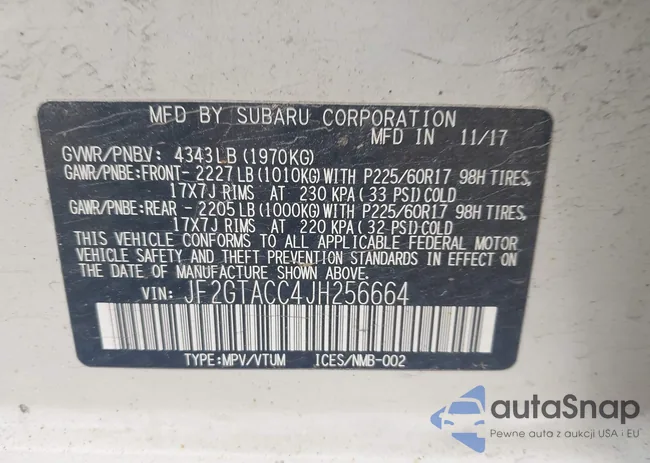 MFD BY SUBARU CORPORATION
MFD IN 11/17
GVWR/PNBV: 4343LB(1970KG)
GAWR/PNBE:FRONT- 2227LB(1010KG)WITH P225/60R17 98H TIRES,
17X7J RIMS AT 230 KPA(33 PSI)COLD
GAWR/PNBE:REAR - 2205LB(1000KG)WITH P225/60R17 98H TIRES,
17X7J RIMS AT 220 KPA(32 PSI)COLD
THIS VEHICLE CONFORMS TO ALL APPLICABLE FEDERAL MOTOR
VEHICLE SAFETY AND THEFT PREVENTION STANDARDS IN EFFECT ON
THE DATE OF MANUFACTURE SHOWN ABOVE.
VIN: JF2GTACC4JH256664
TYPE:MPV/VTUM ICES/NMB-002
autaSnap
Pewne auta z aukcji USA i EU